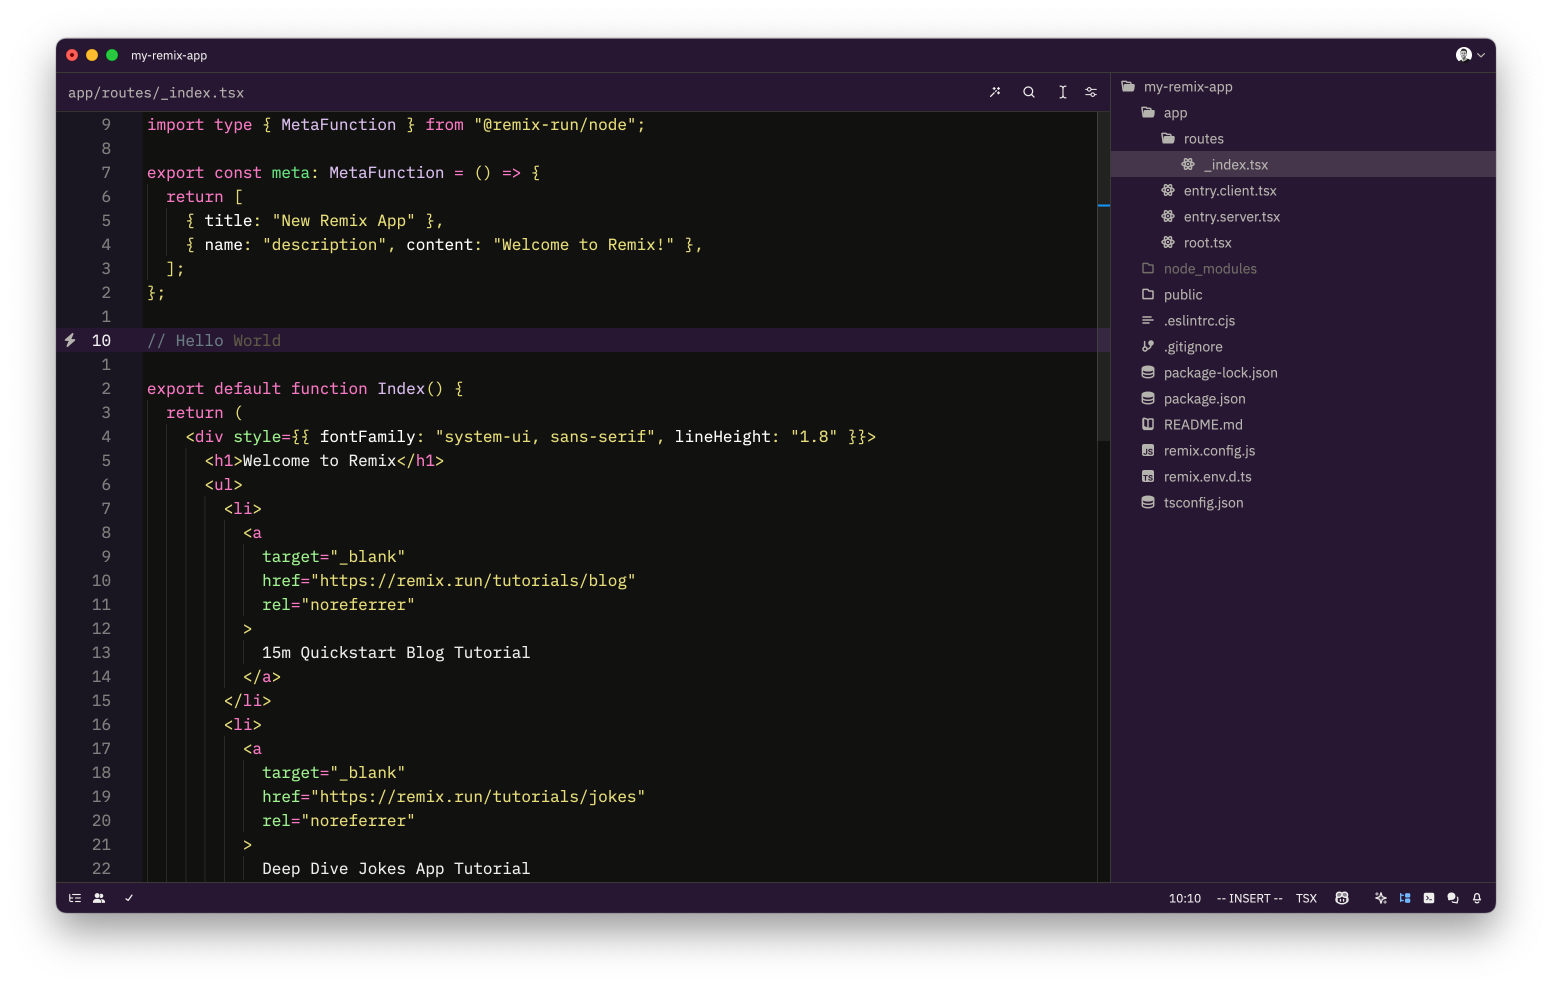 my-remix-app
app/routes/_index.tsx
9 import type { MetaFunction } from "@remix-run/node";
8
7 export const meta: MetaFunction = () => {
6 return [
5 { title: "New Remix App" },
4 { name: "description", content: "Welcome to Remix!" },
3 ];
2 };
1
10 // Hello World
1
2 export default function Index() {
3 return (
4 <div style={{ fontFamily: "system-ui, sans-serif", lineHeight: "1.8" }}>
5 <h1>Welcome to Remix</h1>
6 <ul>
7 <li>
8 <a
9 target="_blank"
10 href="https://remix.run/tutorials/blog"
11 rel="noreferrer"
12 >
13 15m Quickstart Blog Tutorial
14 </a>
15 </li>
16 <li>
17 <a
18 target="_blank"
19 href="https://remix.run/tutorials/jokes"
20 rel="noreferrer"
21 >
22 Deep Dive Jokes App Tutorial
my-remix-app
app
routes
_index.tsx
entry.client.tsx
entry.server.tsx
root.tsx
node_modules
public
.eslintrc.cjs
.gitignore
package-lock.json
package.json
README.md
JS remix.config.js
TS remix.env.d.ts
tsconfig.json
10:10 -- INSERT -- TSX